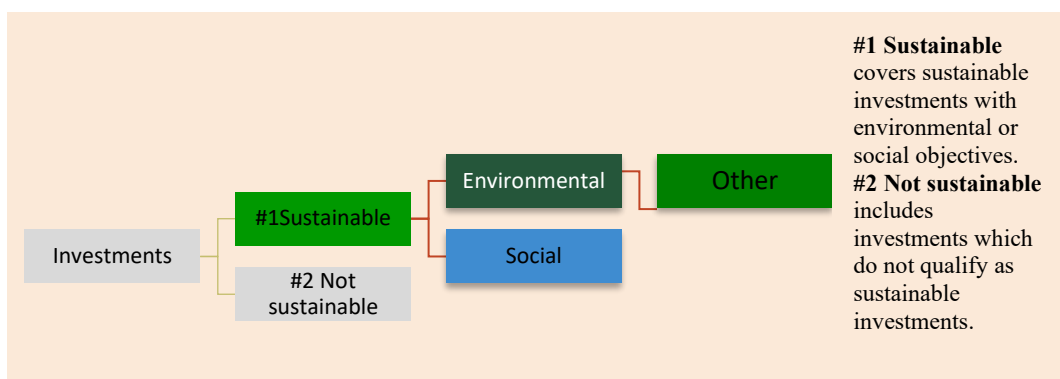 Investments
#1Sustainable
#2 Not
sustainable
Environmental
Social
Other
#1 Sustainable
covers sustainable
investments with
environmental or
social objectives.
#2 Not sustainable
includes
investments which
do not qualify as
sustainable
investments.